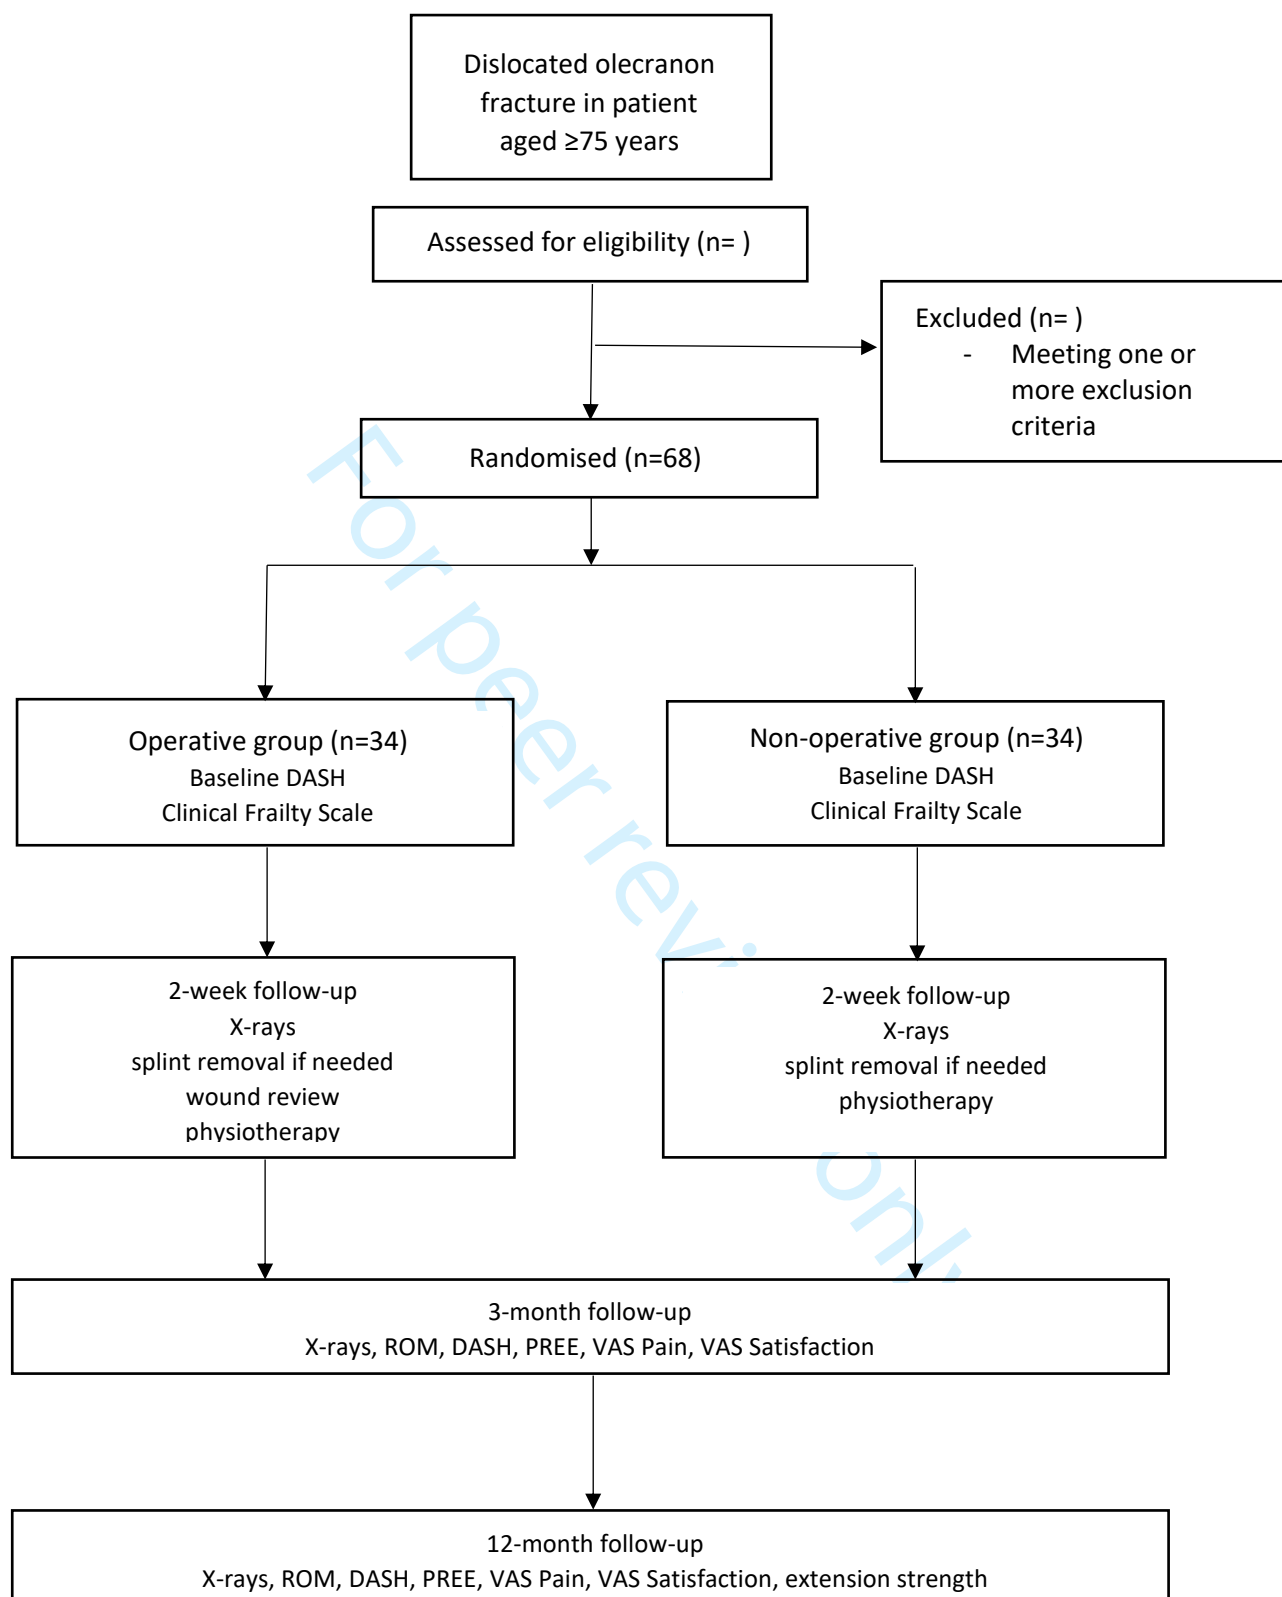 Dislocated olecranon
fracture in patient
aged ≥75 years
Assessed for eligibility (n= )
Excluded (n= )
- Meeting one or
more exclusion
criteria
Randomised (n=68)
Operative group (n=34)
Baseline DASH
Clinical Frailty Scale
Non-operative group (n=34)
Baseline DASH
Clinical Frailty Scale
2-week follow-up
X-rays
splint removal if needed
wound review
physiotherapy
2-week follow-up
X-rays
splint removal if needed
physiotherapy
3-month follow-up
X-rays, ROM, DASH, PREE, VAS Pain, VAS Satisfaction
12-month follow-up
X-rays, ROM, DASH, PREE, VAS Pain, VAS Satisfaction, extension strength
For peer revi only